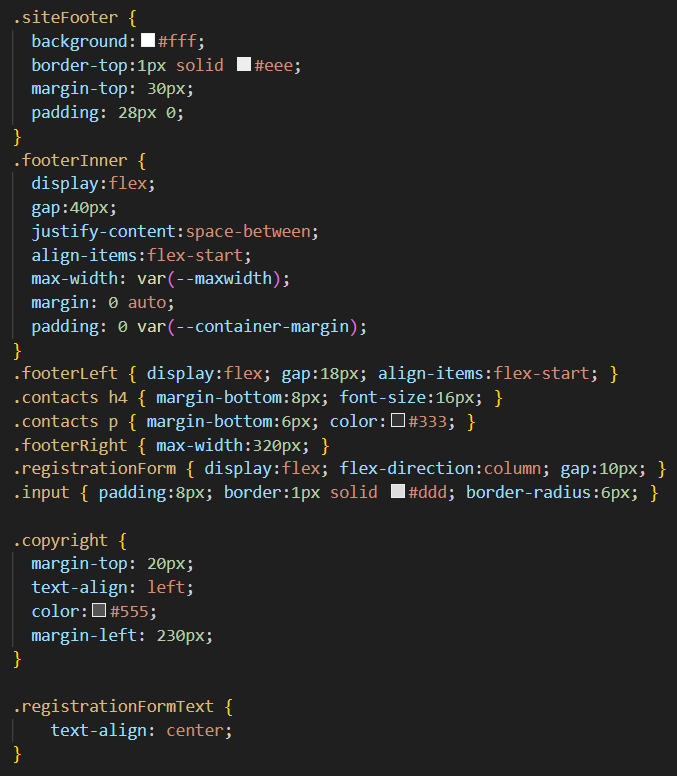 .siteFooter {
  background: #fff;
  border-top:1px solid #eee;
  margin-top: 30px;
  padding: 28px 0;
}
.footerInner {
  display:flex;
  gap:40px;
  justify-content:space-between;
  align-items:flex-start;
  max-width: var(--maxwidth);
  margin: 0 auto;
  padding: 0 var(--container-margin);
}
.footerLeft { display:flex; gap:18px; align-items:flex-start; }
.contacts h4 { margin-bottom:8px; font-size:16px; }
.contacts p { margin-bottom:6px; color:#333; }
.footerRight { max-width:320px; }
.registrationForm { display:flex; flex-direction:column; gap:10px; }
.input { padding:8px; border:1px solid #ddd; border-radius:6px; }

.copyright {
  margin-top: 20px;
  text-align: left;
  color:#555;
  margin-left: 230px;
}

.registrationFormText {
    text-align: center;
}